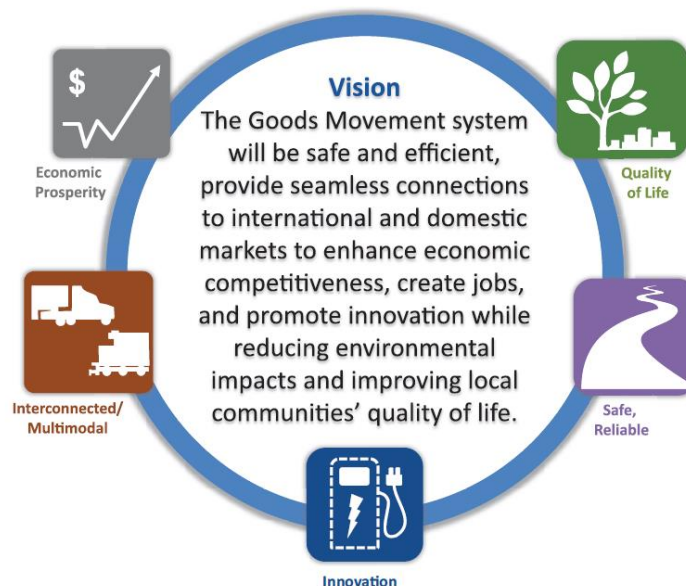 Vision
The Goods Movement system
will be safe and efficient,
provide seamless connections
to international and domestic
markets to enhance economic
competitiveness, create jobs,
and promote innovation while
reducing environmental
impacts and improving local
communities’ quality of life.
$
Economic
Prosperity
Quality
of Life
Interconnected/
Multimodal
Safe,
Reliable
Innovation